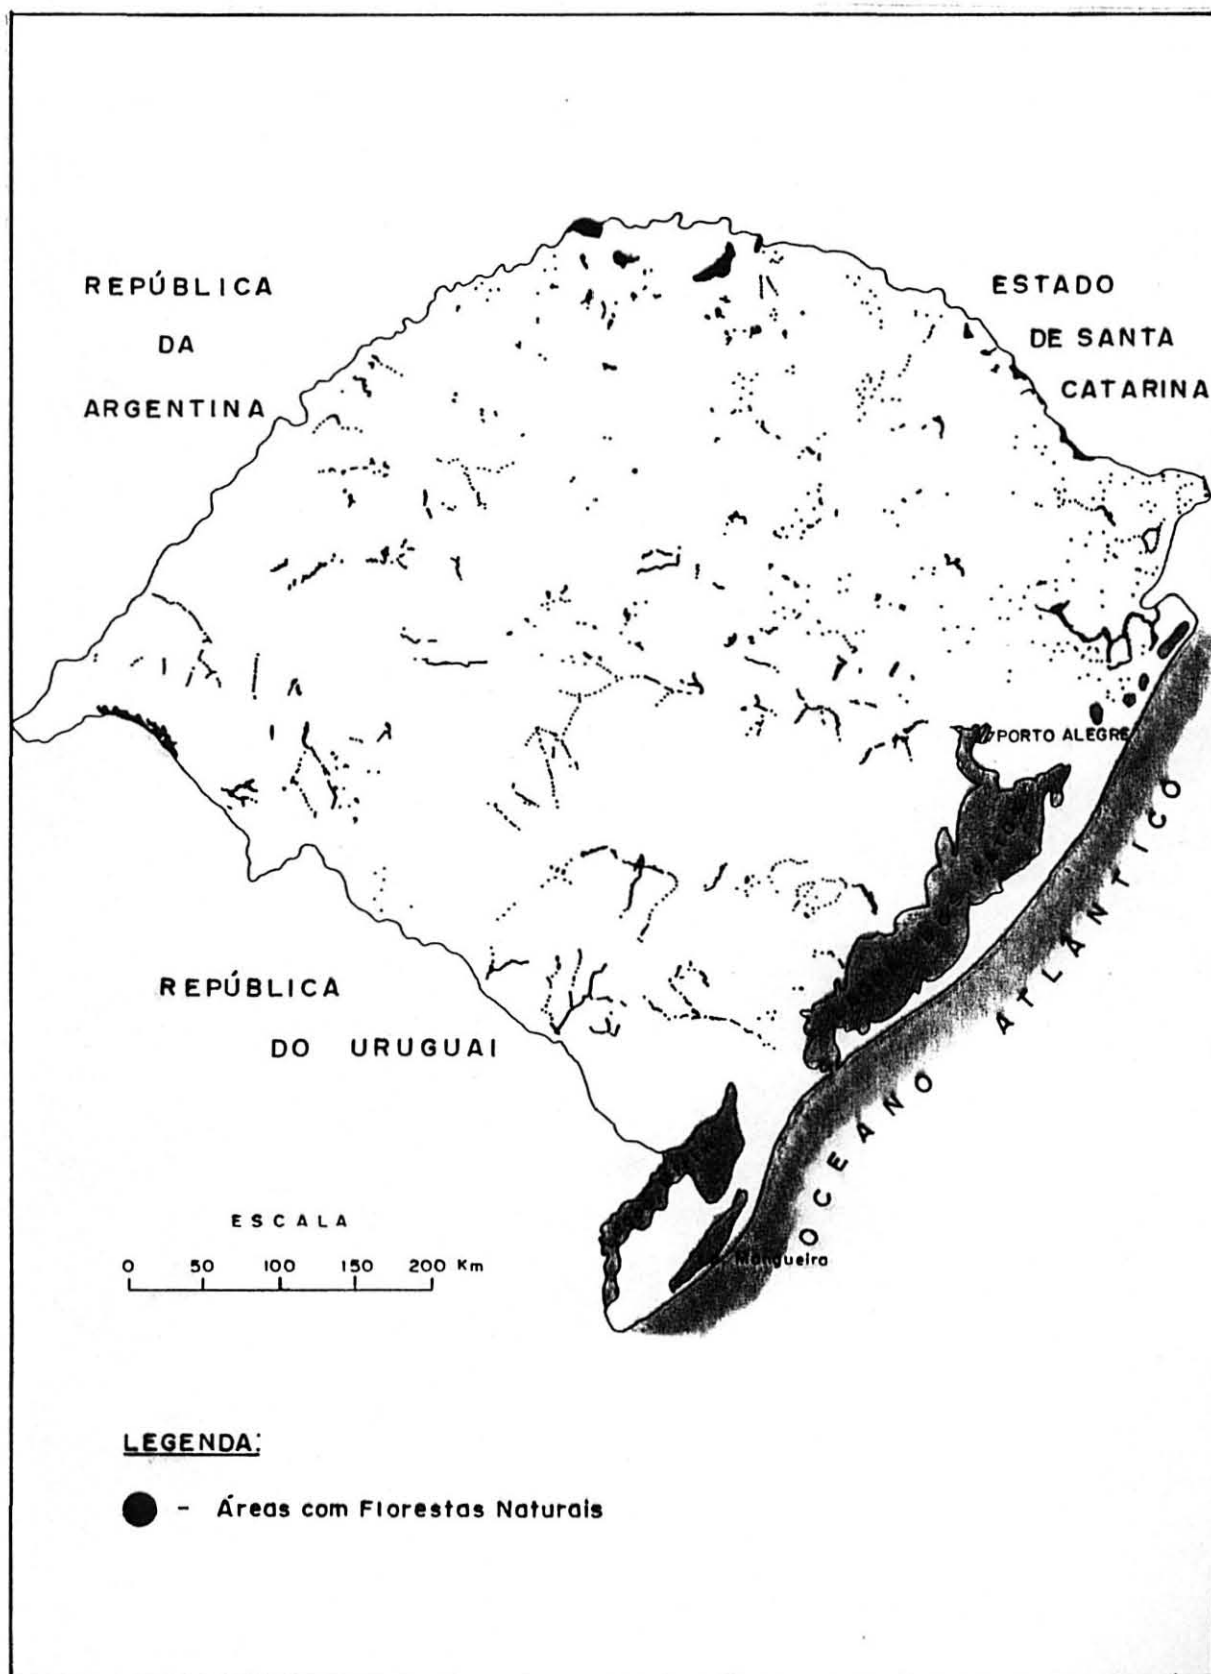 REPÚBLICA
DA
ARGENTINA
ESTADO
DE SANTA
CATARINA
PORTO ALEGRE
OCEANO ATLÂNTICO
REPÚBLICA
DO URUGUAI
ESCALA
0 50 100 150 200 Km
Mangueira
LEGENDA:
- Áreas com Florestas Naturais